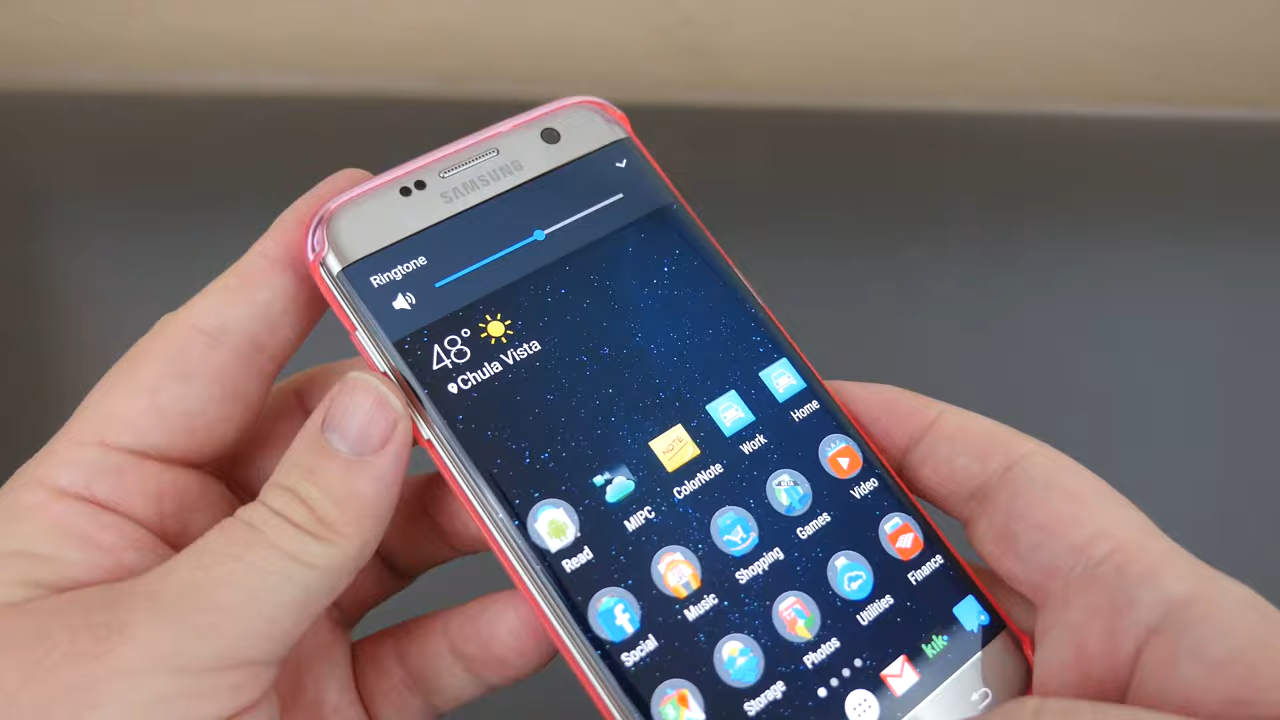 SAMSUNG
Ringtone
48°
Chula Vista
Home
Work
NOTE
ColorNote
MIPC
Read
Video
Games
Shopping
Music
Social
Finance
Utilities
Photos
Storage
kik